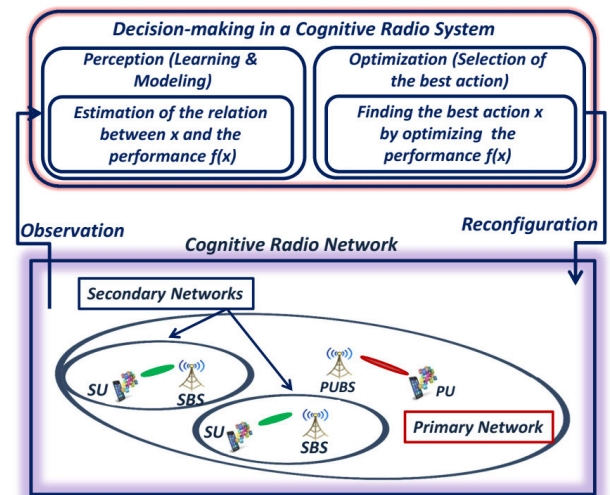 Decision-making in a Cognitive Radio System
Perception (Learning &
Modeling)
Estimation of the relation
between x and the
performance f(x)
Optimization (Selection of
the best action)
Finding the best action x
by optimizing the
performance f(x)
Observation
Reconfiguration
Cognitive Radio Network
Secondary Networks
SU
SBS
PUBS
PU
SU
SBS
Primary Network